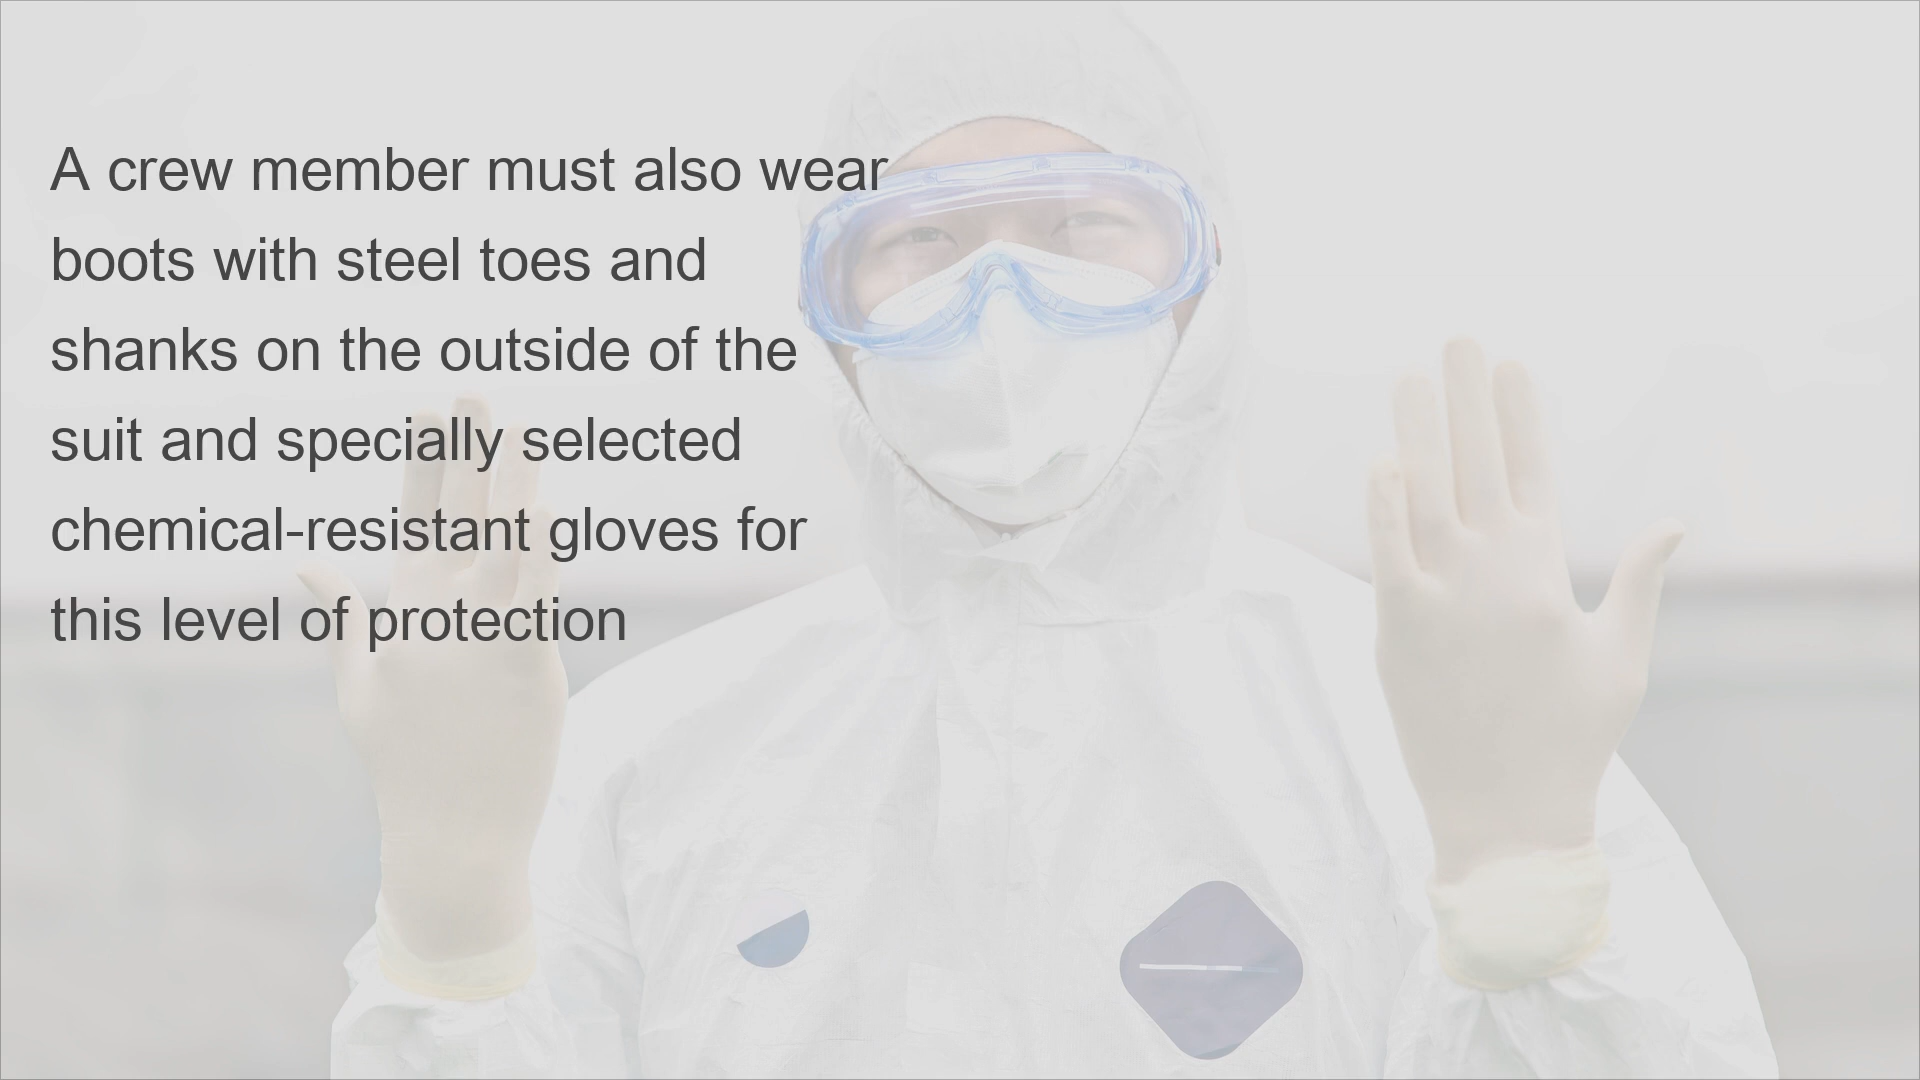 A crew member must also wear
boots with steel toes and
shanks on the outside of the
suit and specially selected
chemical-resistant gloves for
this level of protection